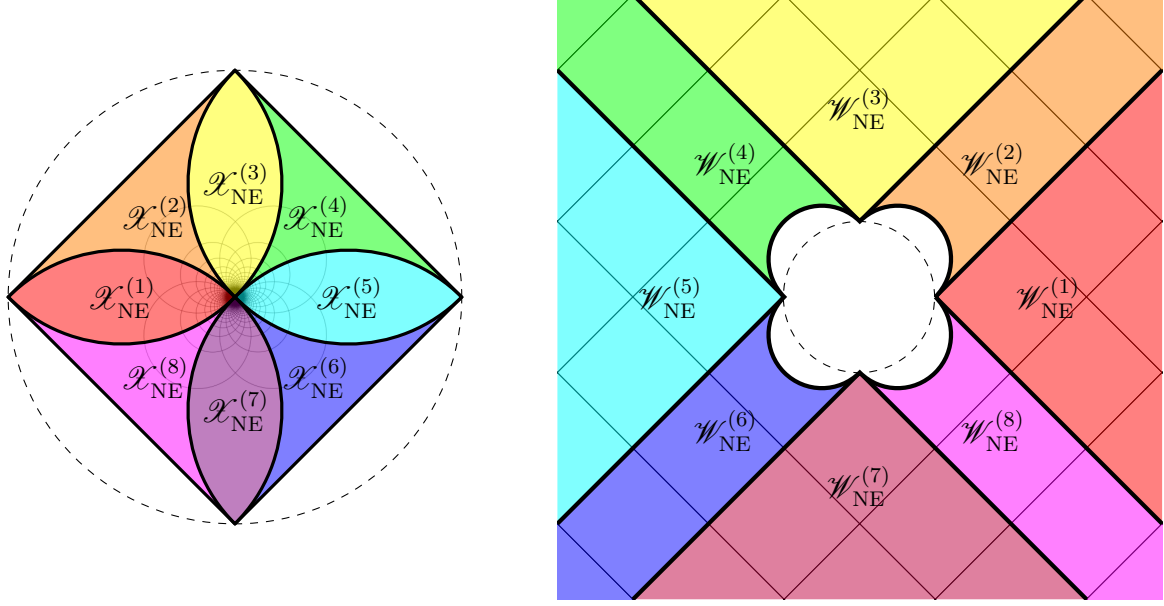 𝒳_NE^(3)
𝒳_NE^(2) 𝒳_NE^(4)
𝒳_NE^(1) 𝒳_NE^(5)
𝒳_NE^(8) 𝒳_NE^(6)
𝒳_NE^(7)
𝒲_NE^(3)
𝒲_NE^(4) 𝒲_NE^(2)
𝒲_NE^(5) 𝒲_NE^(1)
𝒲_NE^(6) 𝒲_NE^(8)
𝒲_NE^(7)